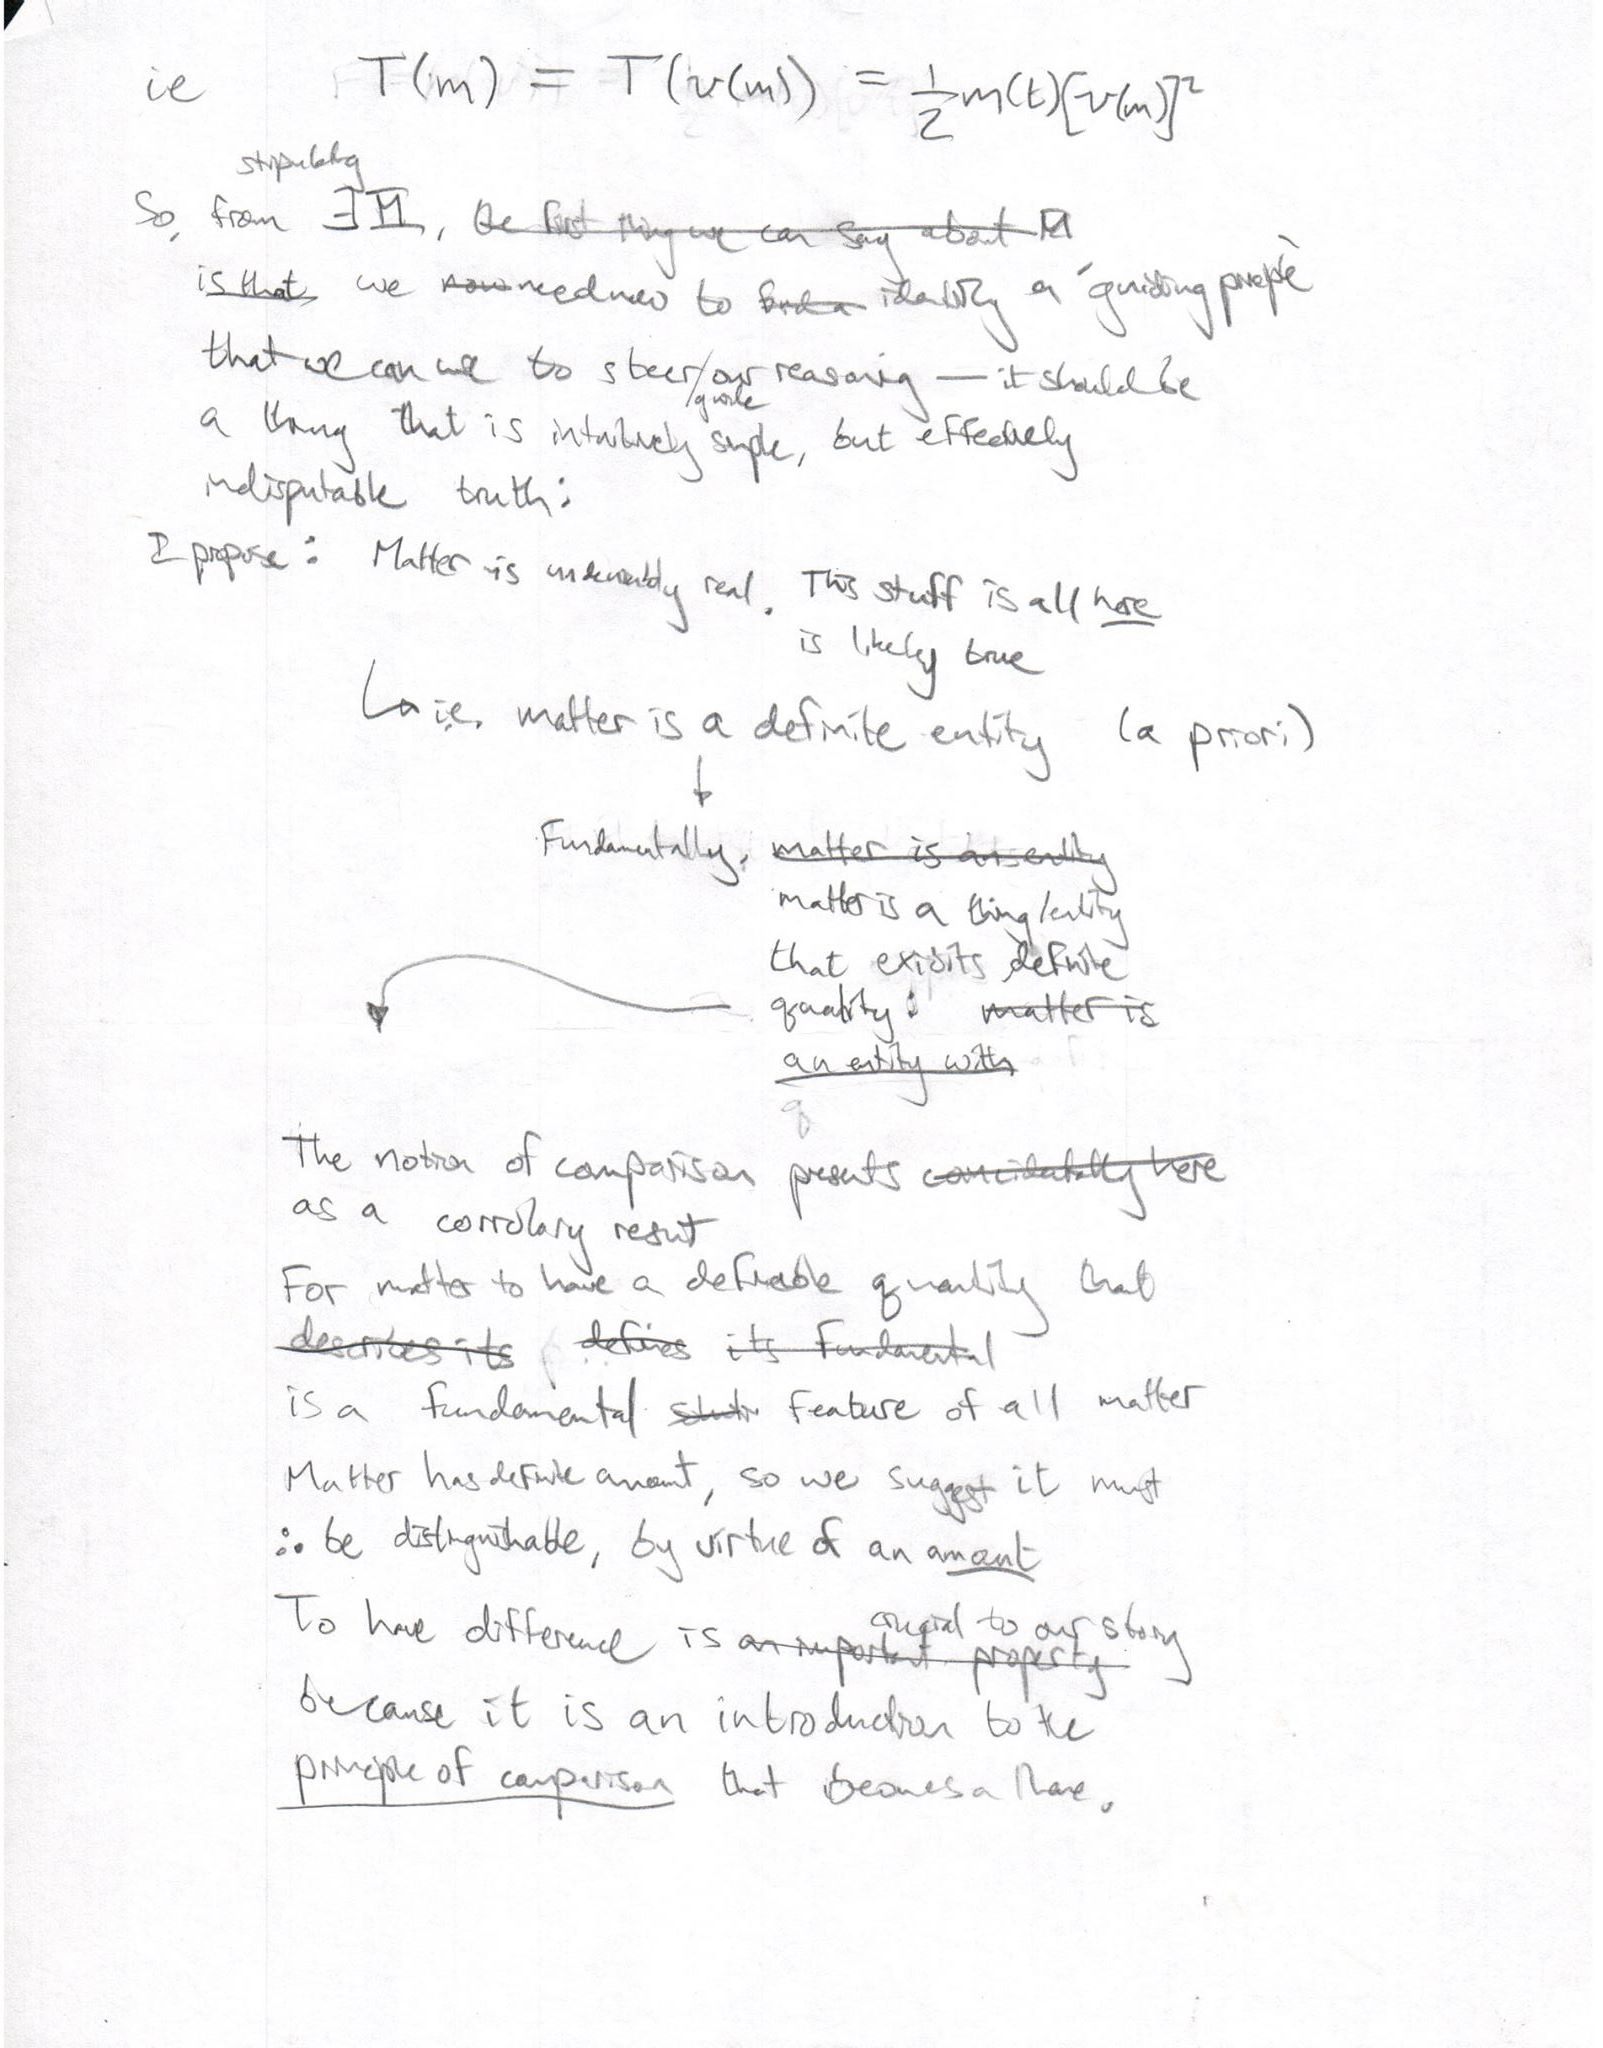 ie T(m) = T(v(m)) = 1/2 m(t)[v(m)]²
stipulating
So, from ∃M, the first thing we can say about M
is that, we now need now to find a identify a 'guiding principle'
that we can use to steer/our reasoning — it should be
guide
a thing that is intuitively simple, but effectively
indisputable truth:
I propose: Matter is undeniably real. This stuff is all here
is likely true
↳ i.e. matter is a definite entity (a priori)
↓
Fundamentally, matter is an entity
matter is a thing/entity
that exibits definite
quality: matter is
an entity with
q
The notion of comparison presents coincidentally here
as a corrolary result
For matter to have a definable quantity that
describes its defines its fundamental
is a fundamental feature of all matter
Matter has definite amount, so we suggest it must
∴ be distinguishable, by virtue of an amount
crucial to our story
To have difference is an important property
because it is an introduction to the
principle of comparison that becomes a theme.